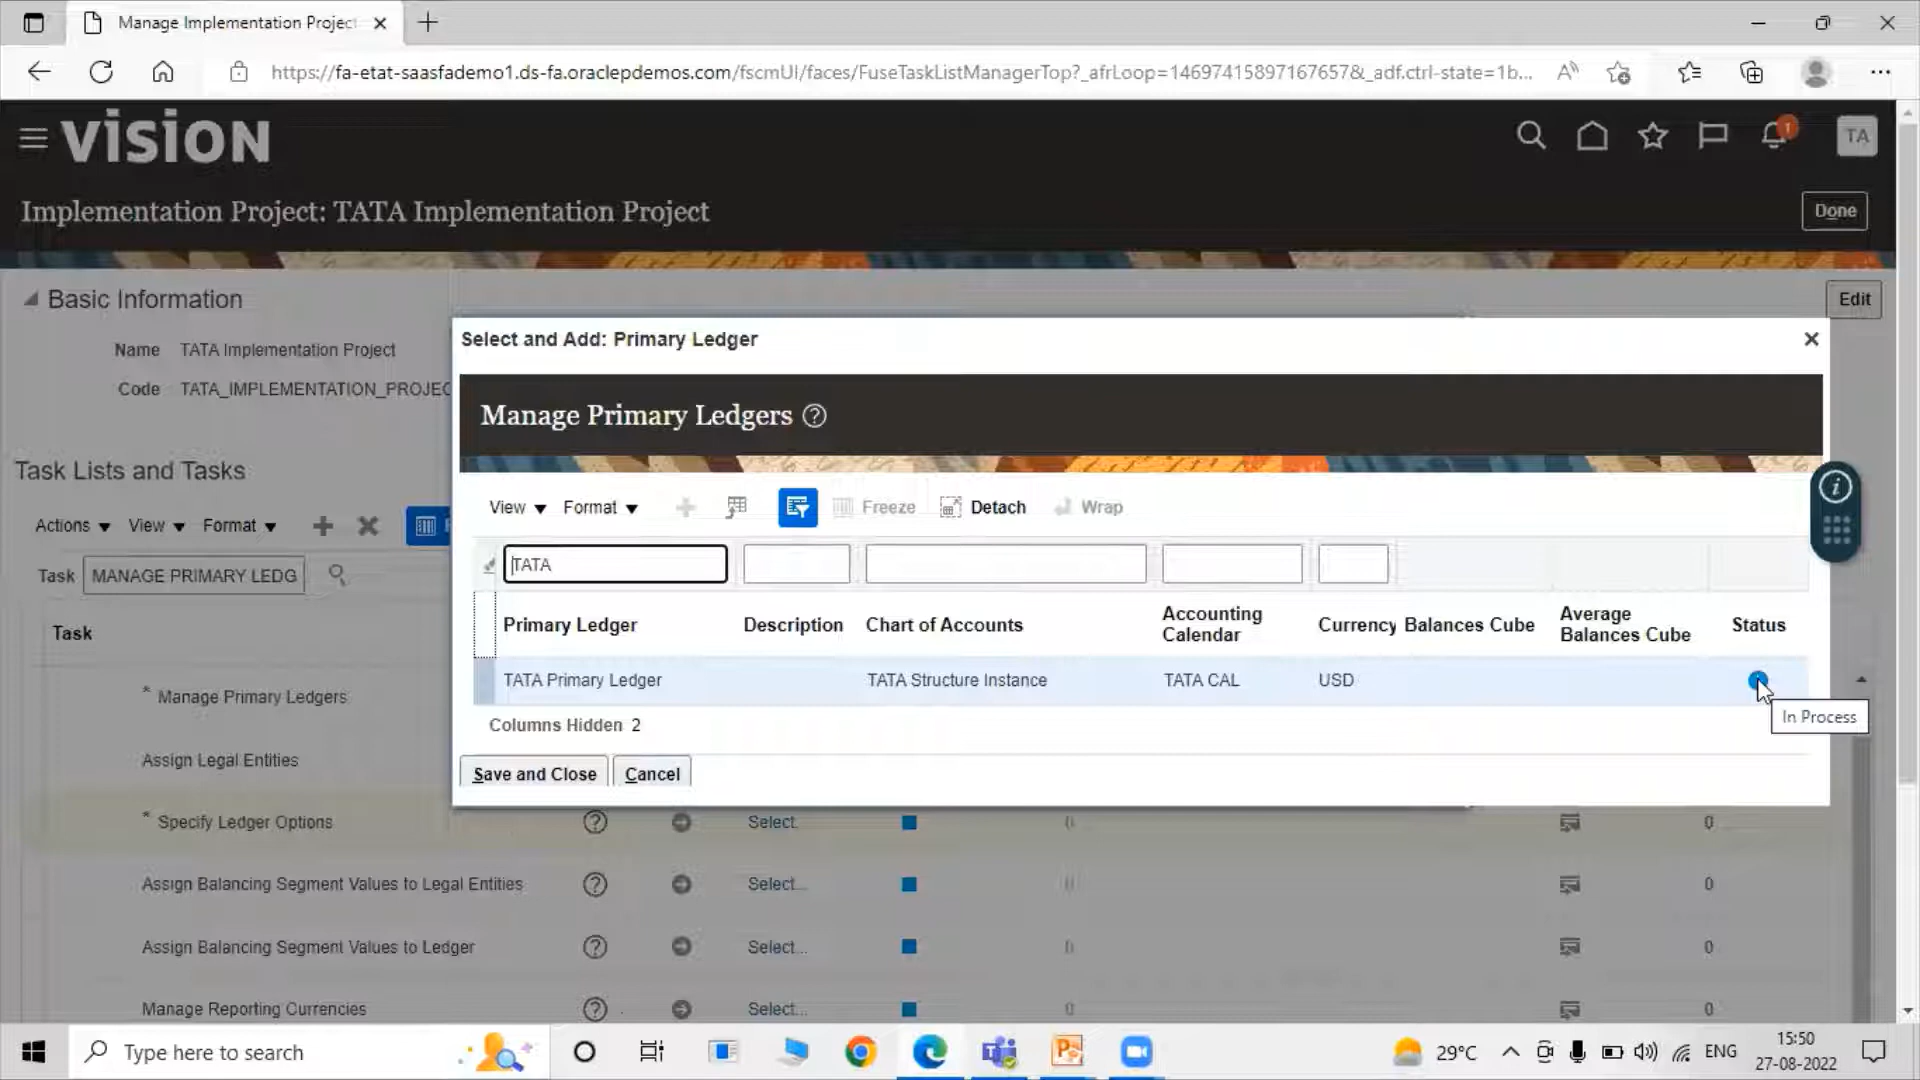 Manage Implementation Project
https://fa-etat-saasfademo1.ds-fa.oraclepdemos.com/fscmUI/faces/FuseTaskListManagerTop?_afrLoop=14697415897167657&_adf.ctrl-state=1b...
VISION
1
TA
Implementation Project: TATA Implementation Project
Done
Basic Information
Edit
Name TATA Implementation Project
Code TATA_IMPLEMENTATION_PROJEC
Select and Add: Primary Ledger
Manage Primary Ledgers
Task Lists and Tasks
Actions View Format
View Format Freeze Detach Wrap
Task MANAGE PRIMARY LEDG
TATA
Task
Primary Ledger Description Chart of Accounts Accounting Calendar Currency Balances Cube Average Balances Cube Status
TATA Primary Ledger TATA Structure Instance TATA CAL USD
In Process
Columns Hidden 2
Save and Close Cancel
* Manage Primary Ledgers
Assign Legal Entities
* Specify Ledger Options Select. 0 0
Assign Balancing Segment Values to Legal Entities Select... 0 0
Assign Balancing Segment Values to Ledger Select... 0 0
Manage Reporting Currencies Select... 0 0
Type here to search
29°C
ENG
15:50
27-08-2022